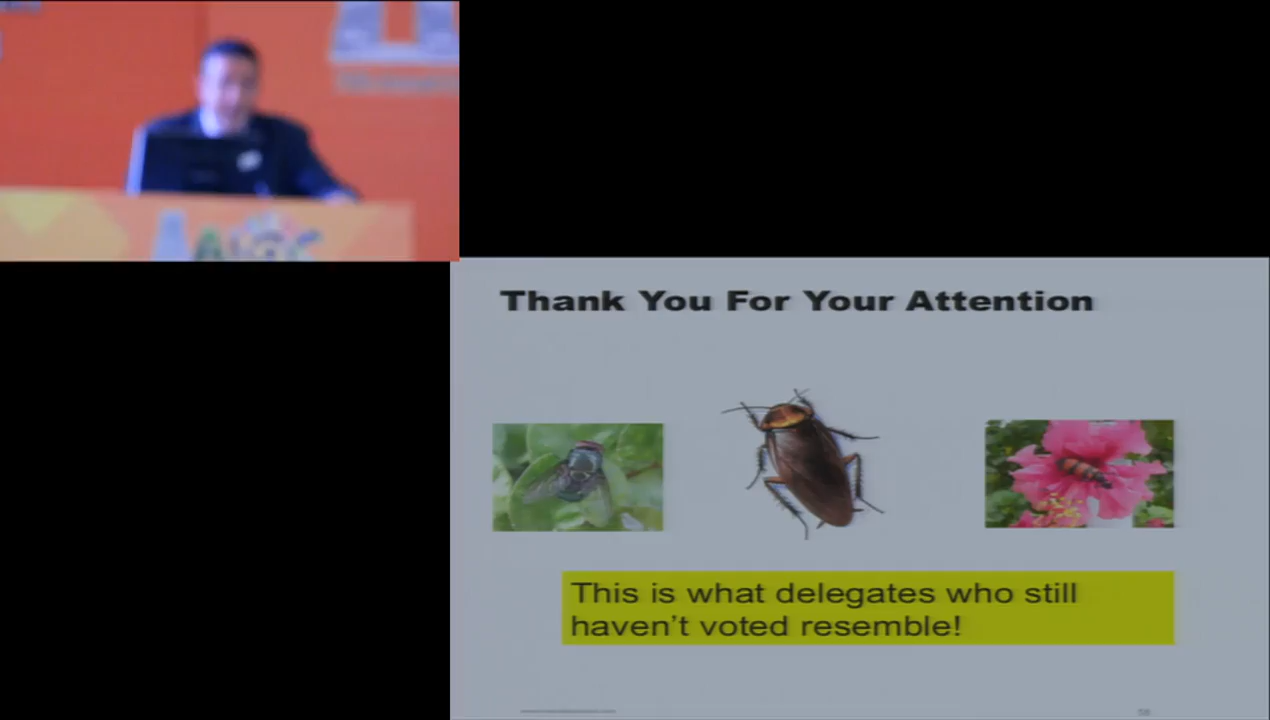 Thank You For Your Attention
This is what delegates who still
haven't voted resemble!